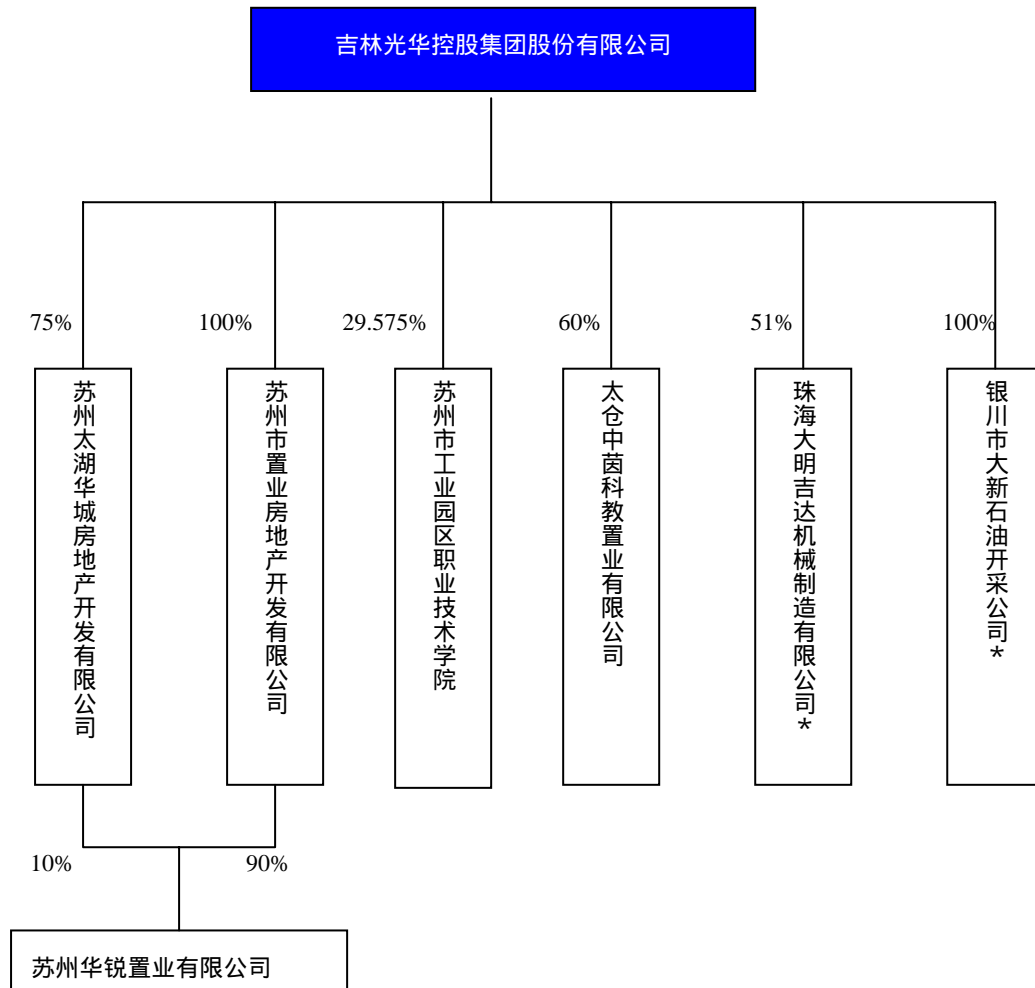 吉林光华控股集团股份有限公司
75%
100%
29.575%
60%
51%
100%
苏州太湖华城房地产开发有限公司
苏州市置业房地产开发有限公司
苏州市工业园区职业技术学院
太仓中茵科教置业有限公司
珠海大明吉达机械制造有限公司*
银川市大新石油开采公司*
10%
90%
苏州华锐置业有限公司